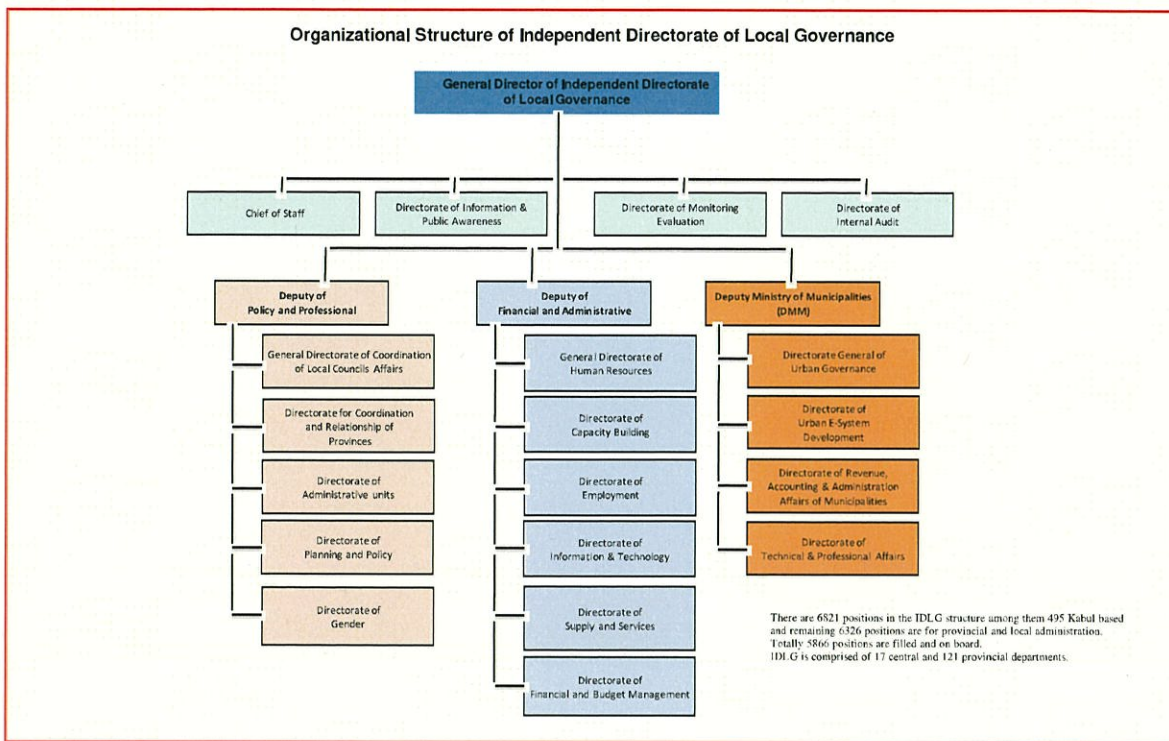 Organizational Structure of Independent Directorate of Local Governance
General Director of Independent Directorate
of Local Governance
Chief of Staff
Directorate of Information &
Public Awareness
Directorate of Monitoring
Evaluation
Directorate of
Internal Audit
Deputy of
Policy and Professional
General Directorate of Coordination
of Local Councils Affairs
Directorate for Coordination
and Relationship of
Provinces
Directorate of
Administrative units
Directorate of
Planning and Policy
Directorate of
Gender
Deputy of
Financial and Administrative
General Directorate of
Human Resources
Directorate of
Capacity Building
Directorate of
Employment
Directorate of
Information & Technology
Directorate of
Supply and Services
Directorate of
Financial and Budget Management
Deputy Ministry of Municipalities
(DMM)
Directorate General of
Urban Governance
Directorate of
Urban E-System
Development
Directorate of Revenue,
Accounting & Administration
Affairs of Municipalities
Directorate of
Technical & Professional Affairs
There are 6821 positions in the IDLG structure among them 495 Kabul based
and remaining 6326 positions are for provincial and local administration.
Totally 5866 positions are filled and on board.
IDLG is comprised of 17 central and 121 provincial departments.